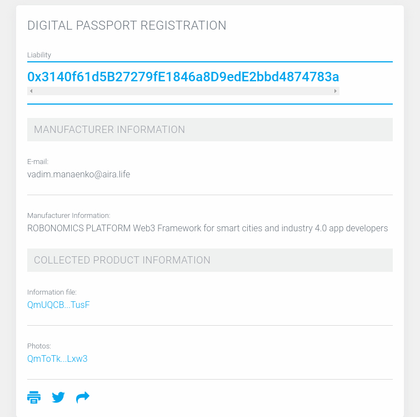 DIGITAL PASSPORT REGISTRATION
Liability
0x3140f61d5B27279fE1846a8D9edE2bbd4874783a
MANUFACTURER INFORMATION
E-mail:
vadim.manaenko@aira.life
Manufacturer Information:
ROBONOMICS PLATFORM Web3 Framework for smart cities and industry 4.0 app developers
COLLECTED PRODUCT INFORMATION
Information file:
QmUQCB...TusF
Photos:
QmToTk...Lxw3